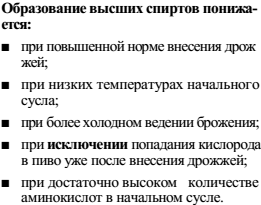 Образование высших спиртов понижа-
ется:
■ при повышенной норме внесения дрож
жей;
■ при низких температурах начального
сусла;
■ при более холодном ведении брожения;
■ при исключении попадания кислорода
в пиво уже после внесения дрожжей;
■ при достаточно высоком количестве
аминокислот в начальном сусле.